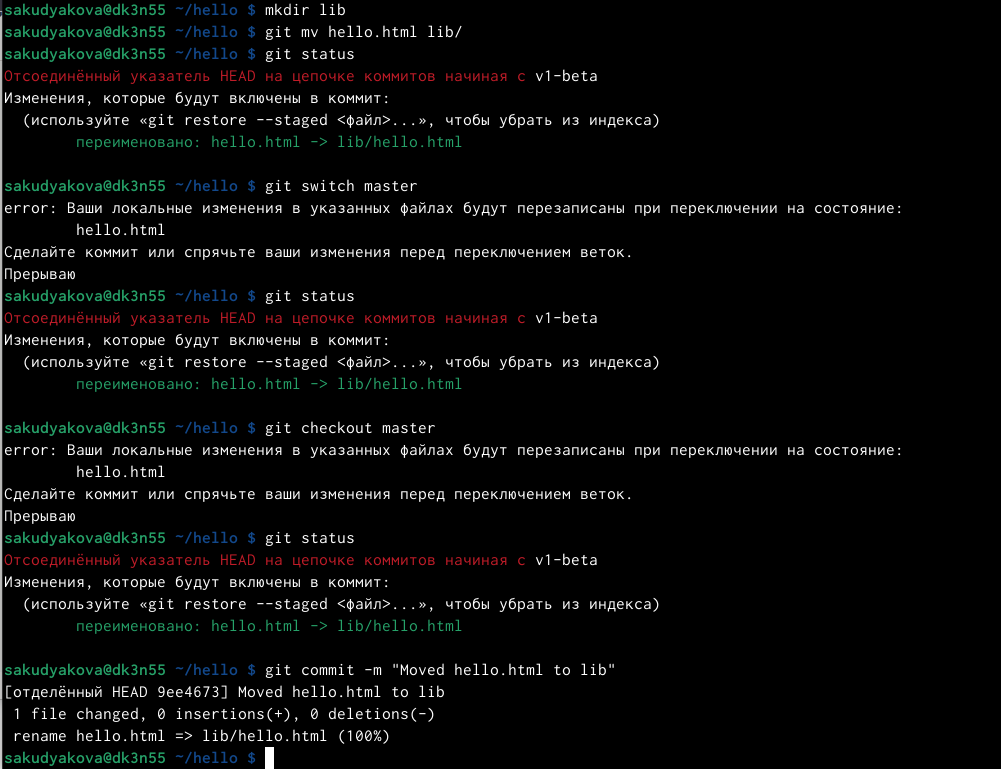 sakudyakova@dk3n55 ~/hello $ mkdir lib
sakudyakova@dk3n55 ~/hello $ git mv hello.html lib/
sakudyakova@dk3n55 ~/hello $ git status
Отсоединённый указатель HEAD на цепочке коммитов начиная с v1-beta
Изменения, которые будут включены в коммит:
  (используйте «git restore --staged <файл>...», чтобы убрать из индекса)
        переименовано: hello.html -> lib/hello.html

sakudyakova@dk3n55 ~/hello $ git switch master
error: Ваши локальные изменения в указанных файлах будут перезаписаны при переключении на состояние:
        hello.html
Сделайте коммит или спрячьте ваши изменения перед переключением веток.
Прерываю
sakudyakova@dk3n55 ~/hello $ git status
Отсоединённый указатель HEAD на цепочке коммитов начиная с v1-beta
Изменения, которые будут включены в коммит:
  (используйте «git restore --staged <файл>...», чтобы убрать из индекса)
        переименовано: hello.html -> lib/hello.html

sakudyakova@dk3n55 ~/hello $ git checkout master
error: Ваши локальные изменения в указанных файлах будут перезаписаны при переключении на состояние:
        hello.html
Сделайте коммит или спрячьте ваши изменения перед переключением веток.
Прерываю
sakudyakova@dk3n55 ~/hello $ git status
Отсоединённый указатель HEAD на цепочке коммитов начиная с v1-beta
Изменения, которые будут включены в коммит:
  (используйте «git restore --staged <файл>...», чтобы убрать из индекса)
        переименовано: hello.html -> lib/hello.html

sakudyakova@dk3n55 ~/hello $ git commit -m "Moved hello.html to lib"
[отделённый HEAD 9ee4673] Moved hello.html to lib
 1 file changed, 0 insertions(+), 0 deletions(-)
 rename hello.html => lib/hello.html (100%)
sakudyakova@dk3n55 ~/hello $